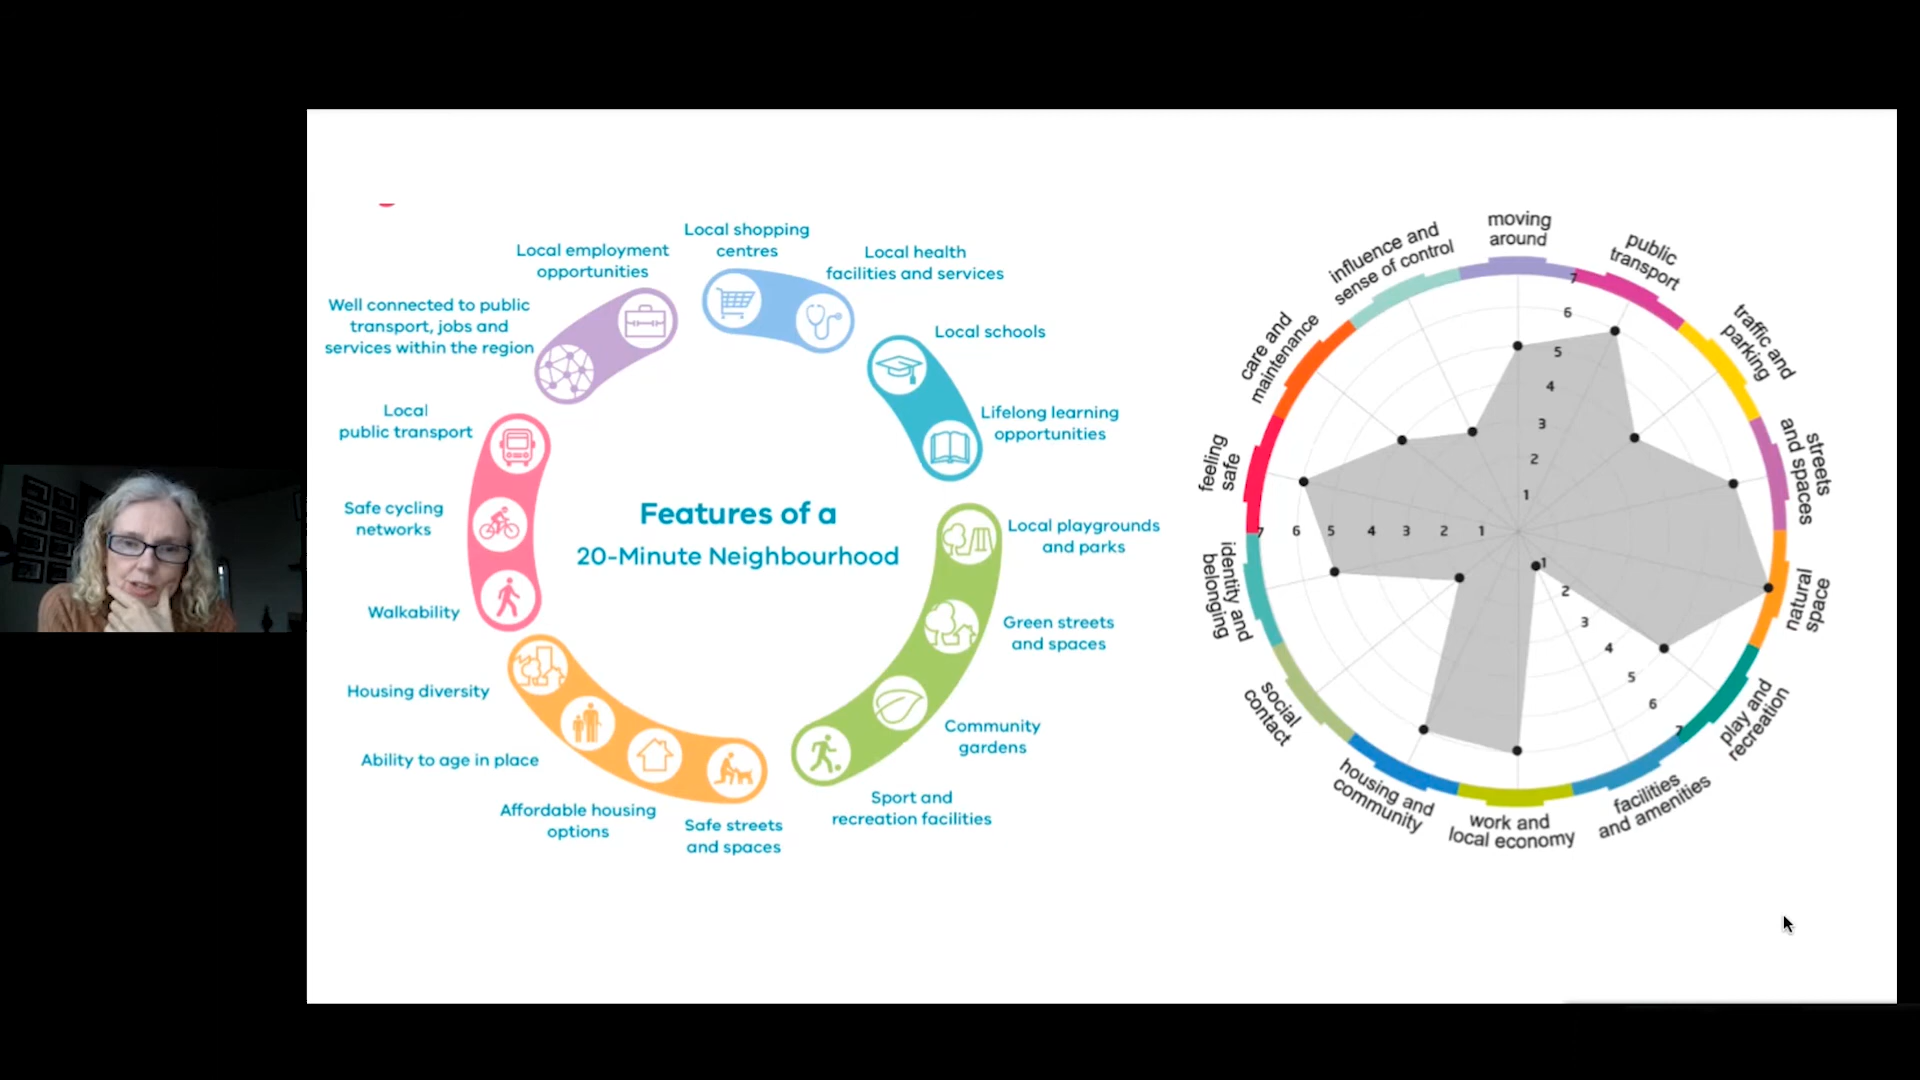 Local shopping
centres
Local employment
opportunities
Local health
facilities and services
Well connected to public
transport, jobs and
services within the region
Local schools
Local
public transport
Lifelong learning
opportunities
Safe cycling
networks
Features of a
20-Minute Neighbourhood
Local playgrounds
and parks
Walkability
Green streets
and spaces
Housing diversity
Community
gardens
Ability to age in place
Affordable housing
options
Safe streets
and spaces
Sport and
recreation facilities
moving
around
public
transport
traffic and
parking
streets
and spaces
natural
space
play and
recreation
facilities
and amenities
work and
local economy
housing and
community
social
contact
identity and
belonging
feeling
safe
care and
maintenance
influence and
sense of control
7
6
5
4
3
2
1
7 6 5 4 3 2 1
1
2
3
4
5
6
7